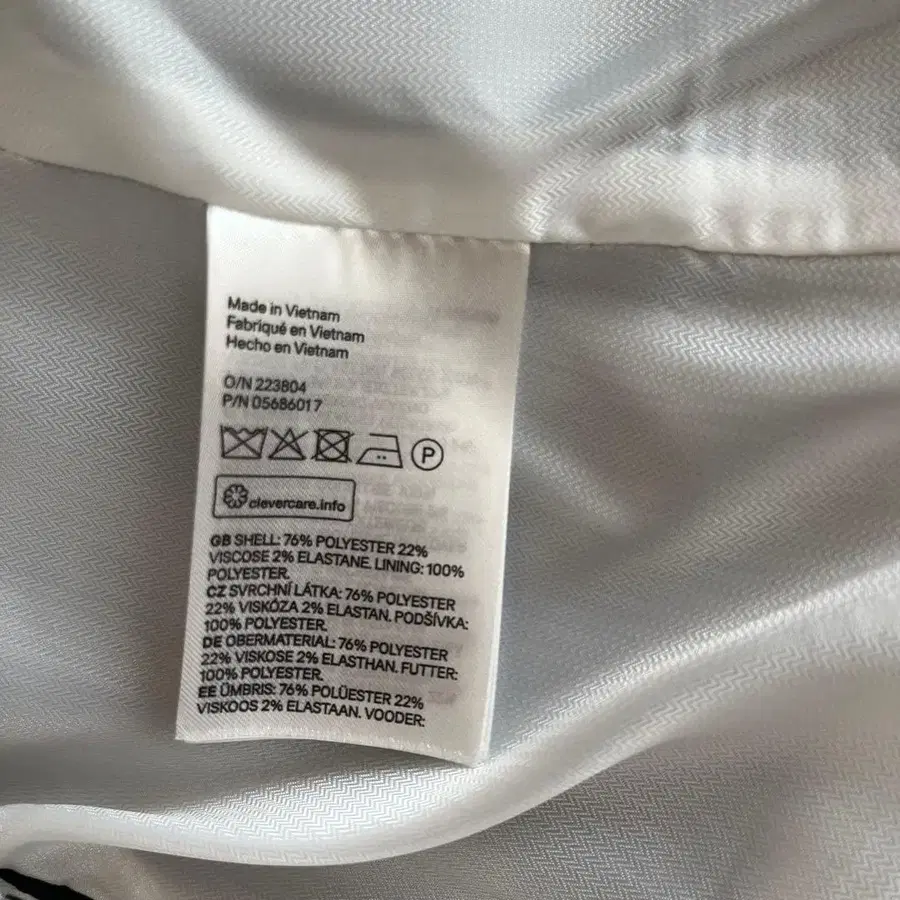 Made in Vietnam
Fabriqué en Vietnam
Hecho en Vietnam
O/N 223804
P/N 05686017
P
clevercare.info
GB SHELL: 76% POLYESTER 22%
VISCOSE 2% ELASTANE. LINING: 100%
POLYESTER.
CZ SVRCHNÍ LÁTKA: 76% POLYESTER
22% VISKÓZA 2% ELASTAN. PODŠÍVKA:
100% POLYESTER.
DE OBERMATERIAL: 76% POLYESTER
22% VISKOSE 2% ELASTHAN. FUTTER:
100% POLYESTER.
EE ÜMBRIS: 76% POLÜESTER 22%
VISKOOS 2% ELASTAAN. VOODER: